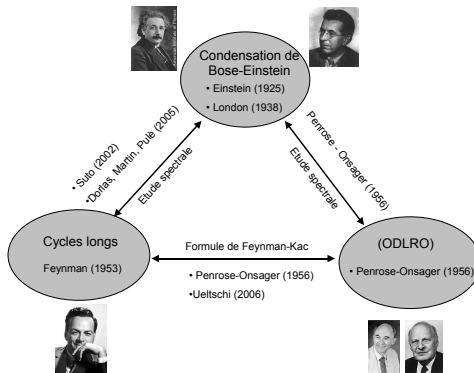 Condensation de
Bose-Einstein
• Einstein (1925)
• London (1938)
• Suto (2002)
•Dorlas, Martin, Pulè (2005)
Etude spectrale
Penrose - Onsager (1956)
Etude spectrale
Cycles longs
Feynman (1953)
Formule de Feynman-Kac
• Penrose-Onsager (1956)
•Ueltschi (2006)
(ODLRO)
• Penrose-Onsager (1956)